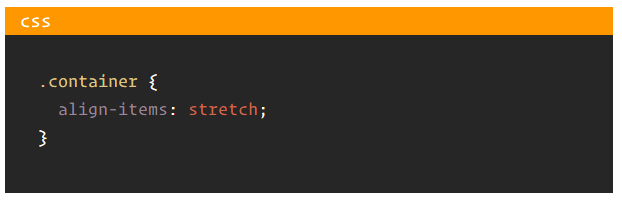 css
.container {
  align-items: stretch;
}